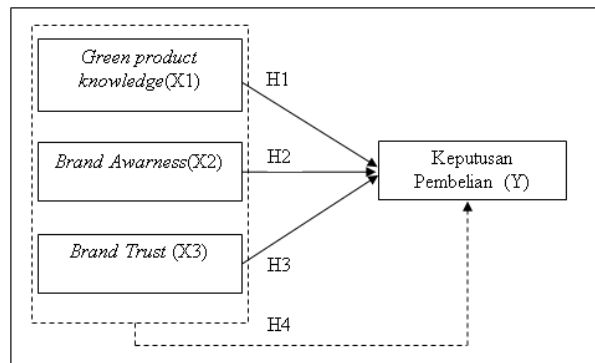 Green product
knowledge(X1)
H1
Brand Awarness(X2)
H2
Keputusan
Pembelian (Y)
Brand Trust (X3)
H3
H4